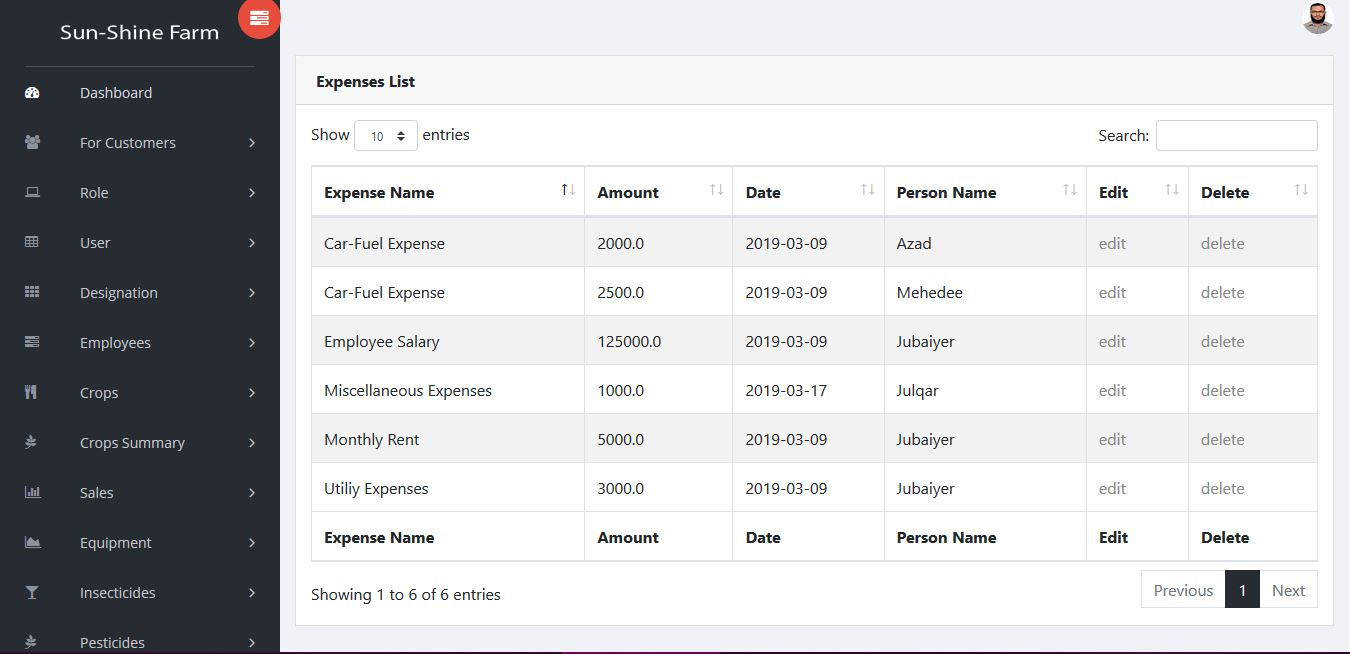 Sun-Shine Farm
Dashboard
For Customers
Role
User
Designation
Employees
Crops
Crops Summary
Sales
Equipment
Insecticides
Pesticides
Expenses List
Show 10 entries Search:
Expense Name Amount Date Person Name Edit Delete
Car-Fuel Expense 2000.0 2019-03-09 Azad edit delete
Car-Fuel Expense 2500.0 2019-03-09 Mehedee edit delete
Employee Salary 125000.0 2019-03-09 Jubaiyer edit delete
Miscellaneous Expenses 1000.0 2019-03-17 Julqar edit delete
Monthly Rent 5000.0 2019-03-09 Jubaiyer edit delete
Utiliy Expenses 3000.0 2019-03-09 Jubaiyer edit delete
Expense Name Amount Date Person Name Edit Delete
Showing 1 to 6 of 6 entries Previous 1 Next